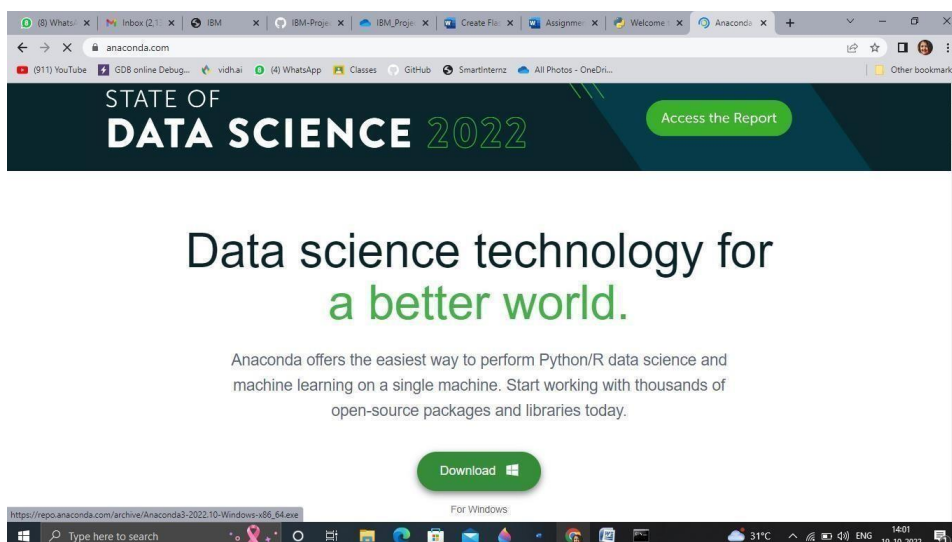 (8) Whats
Inbox (2,1
IBM
IBM-Proje
IBM_Proje
Create Fla
Assignme
Welcome
Anaconda
anaconda.com
(911) YouTube
GDB online Debug...
vidh.ai
(4) WhatsApp
Classes
GitHub
SmartInternz
All Photos - OneDri...
Other bookmark
STATE OF
DATA SCIENCE 2022
Access the Report
Data science technology for
a better world.
Anaconda offers the easiest way to perform Python/R data science and
machine learning on a single machine. Start working with thousands of
open-source packages and libraries today.
Download
For Windows
https://repo.anaconda.com/archive/Anaconda3-2022.10-Windows-x86_64.exe
Type here to search
31°C
ENG
14:01
19-10-2022